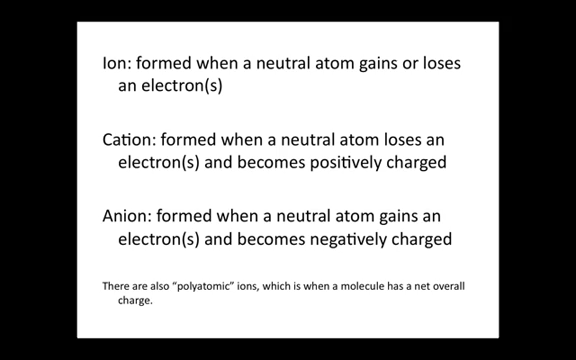 Ion: formed when a neutral atom gains or loses
an electron(s)
Cation: formed when a neutral atom loses an
electron(s) and becomes positively charged
Anion: formed when a neutral atom gains an
electron(s) and becomes negatively charged
There are also “polyatomic” ions, which is when a molecule has a net overall
charge.